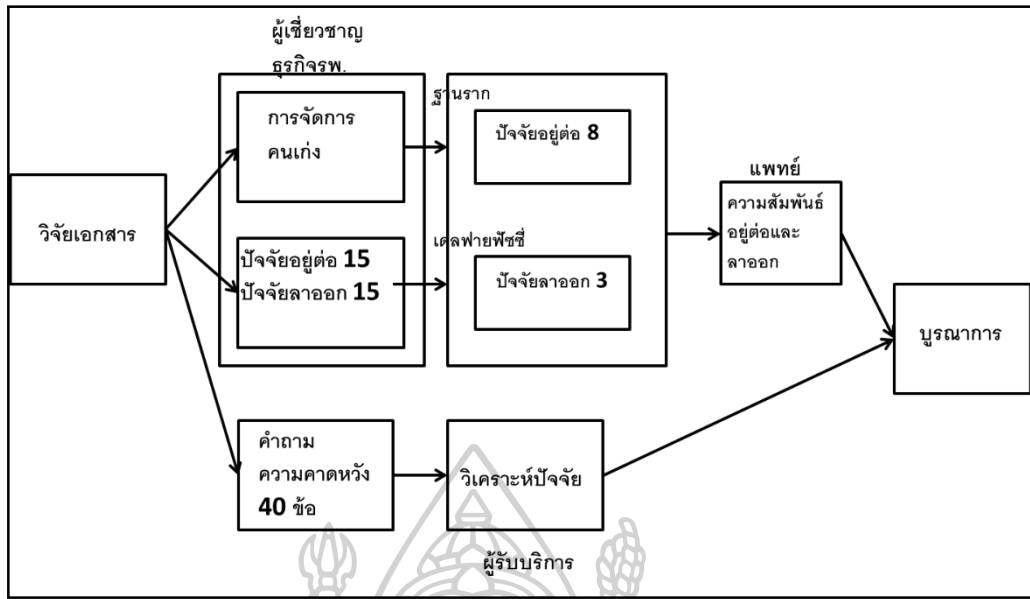 ผู้เชี่ยวชาญ
ธุรกิจรพ.
ฐานราก
การจัดการ
คนเก่ง
ปัจจัยอยู่ต่อ 8
แพทย์
วิจัยเอกสาร
ความสัมพันธ์
อยู่ต่อและ
ลาออก
เดลฟายฟัซซี่
ปัจจัยอยู่ต่อ 15
ปัจจัยลาออก 15
ปัจจัยลาออก 3
บูรณาการ
คำถาม
ความคาดหวัง
40 ข้อ
วิเคราะห์ปัจจัย
ผู้รับบริการ